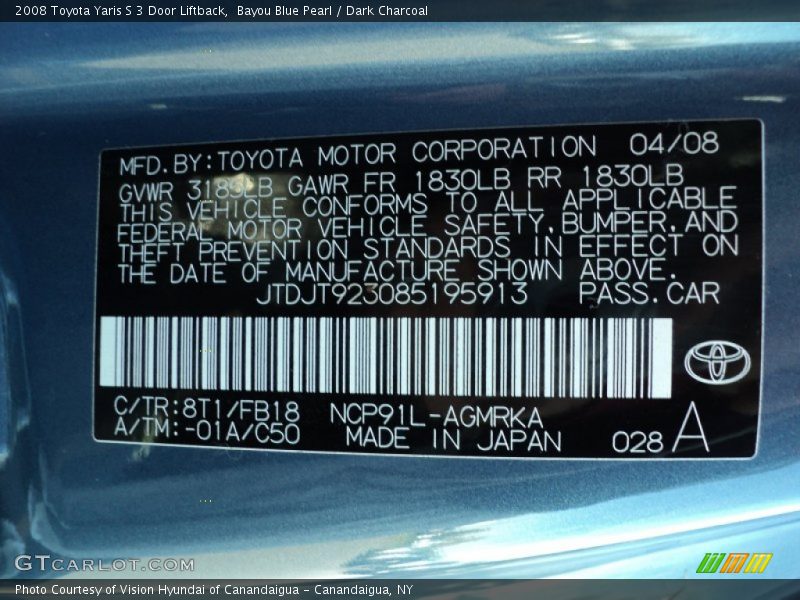 2008 Toyota Yaris S 3 Door Liftback,  Bayou Blue Pearl / Dark Charcoal
MFD.BY:TOYOTA MOTOR CORPORATION 04/08
GVWR 3185LB GAWR FR 1830LB RR 1830LB
THIS VEHICLE CONFORMS TO ALL APPLICABLE
FEDERAL MOTOR VEHICLE SAFETY,BUMPER,AND
THEFT PREVENTION STANDARDS IN EFFECT ON
THE DATE OF MANUFACTURE SHOWN ABOVE.
JTDJT923085195913 PASS.CAR
C/TR:8T1/FB18 NCP91L-AGMRKA
A/TM:-01A/C50 MADE IN JAPAN 028 A
GTCARLOT.COM
Photo Courtesy of Vision Hyundai of Canandaigua - Canandaigua, NY